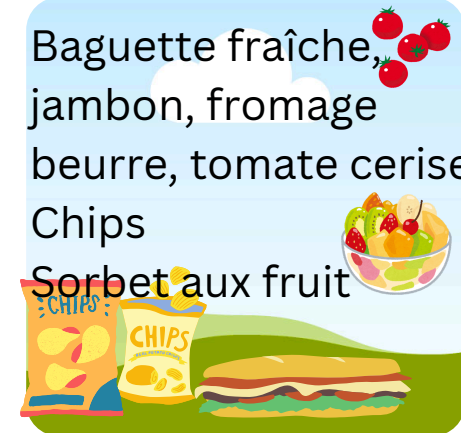 Baguette fraîche,
jambon, fromage
beurre, tomate cerise
Chips
Sorbet aux fruit
CHIPS
CHIPS